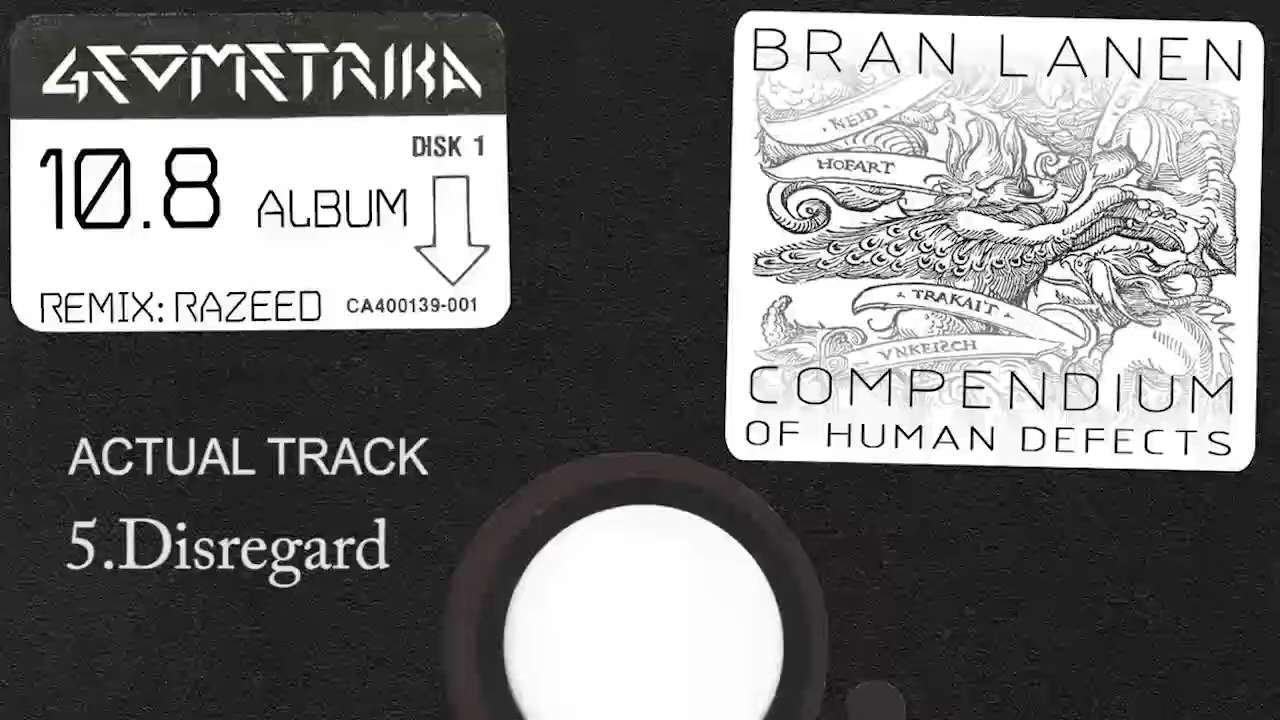 GEOMETRIKA
10.8 ALBUM
DISK 1
REMIX: RAZEED
CA400139-001
BRAN LANEN
NEID
HOFART
TRAKAIT
VNKEISCH
COMPENDIUM
OF HUMAN DEFECTS
ACTUAL TRACK
5.Disregard